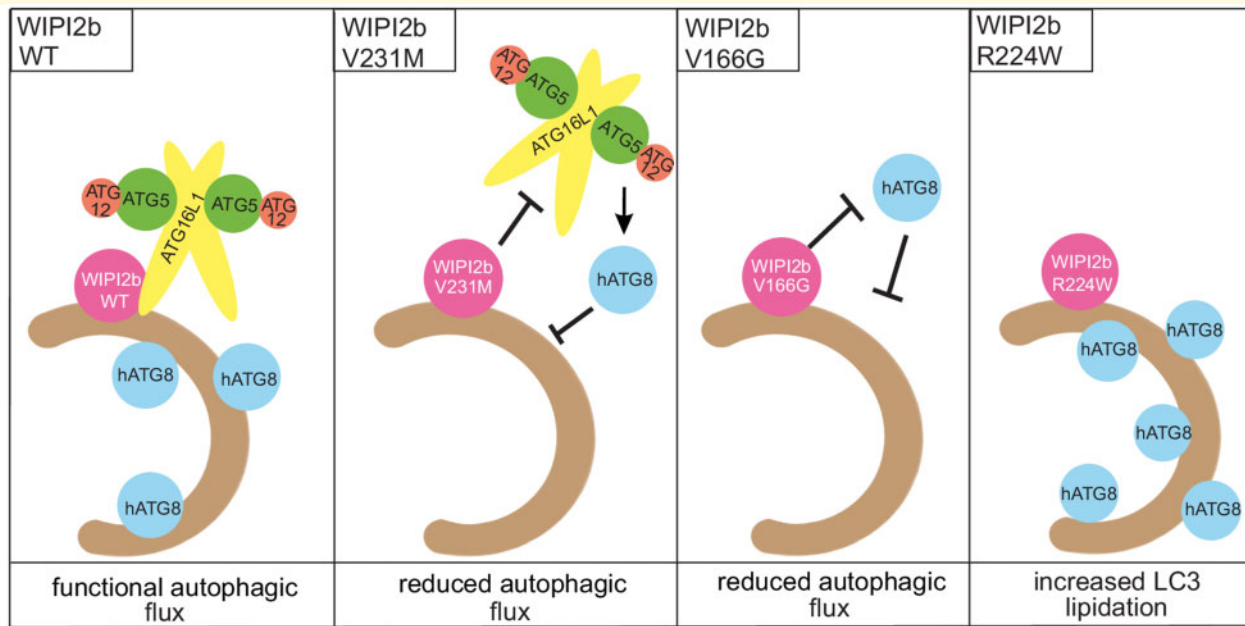 WIPI2b
WT
ATG
12
ATG5
ATG16L1
ATG5
ATG
12
WIPI2b
WT
hATG8
hATG8
hATG8
functional autophagic
flux
WIPI2b
V231M
ATG
12
ATG5
ATG16L1
ATG5
ATG
12
WIPI2b
V231M
hATG8
reduced autophagic
flux
WIPI2b
V166G
hATG8
WIPI2b
V166G
reduced autophagic
flux
WIPI2b
R224W
WIPI2b
R224W
hATG8
hATG8
hATG8
hATG8
hATG8
increased LC3
lipidation